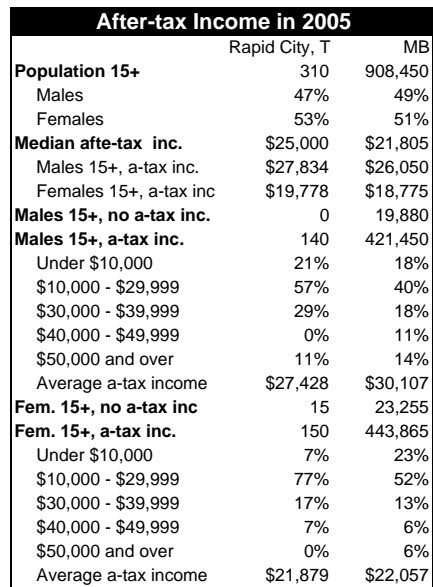 After-tax Income in 2005
Rapid City, T MB
Population 15+ 310 908,450
Males 47% 49%
Females 53% 51%
Median afte-tax inc. $25,000 $21,805
Males 15+, a-tax inc. $27,834 $26,050
Females 15+, a-tax inc $19,778 $18,775
Males 15+, no a-tax inc. 0 19,880
Males 15+, a-tax inc. 140 421,450
Under $10,000 21% 18%
$10,000 - $29,999 57% 40%
$30,000 - $39,999 29% 18%
$40,000 - $49,999 0% 11%
$50,000 and over 11% 14%
Average a-tax income $27,428 $30,107
Fem. 15+, no a-tax inc 15 23,255
Fem. 15+, a-tax inc. 150 443,865
Under $10,000 7% 23%
$10,000 - $29,999 77% 52%
$30,000 - $39,999 17% 13%
$40,000 - $49,999 7% 6%
$50,000 and over 0% 6%
Average a-tax income $21,879 $22,057